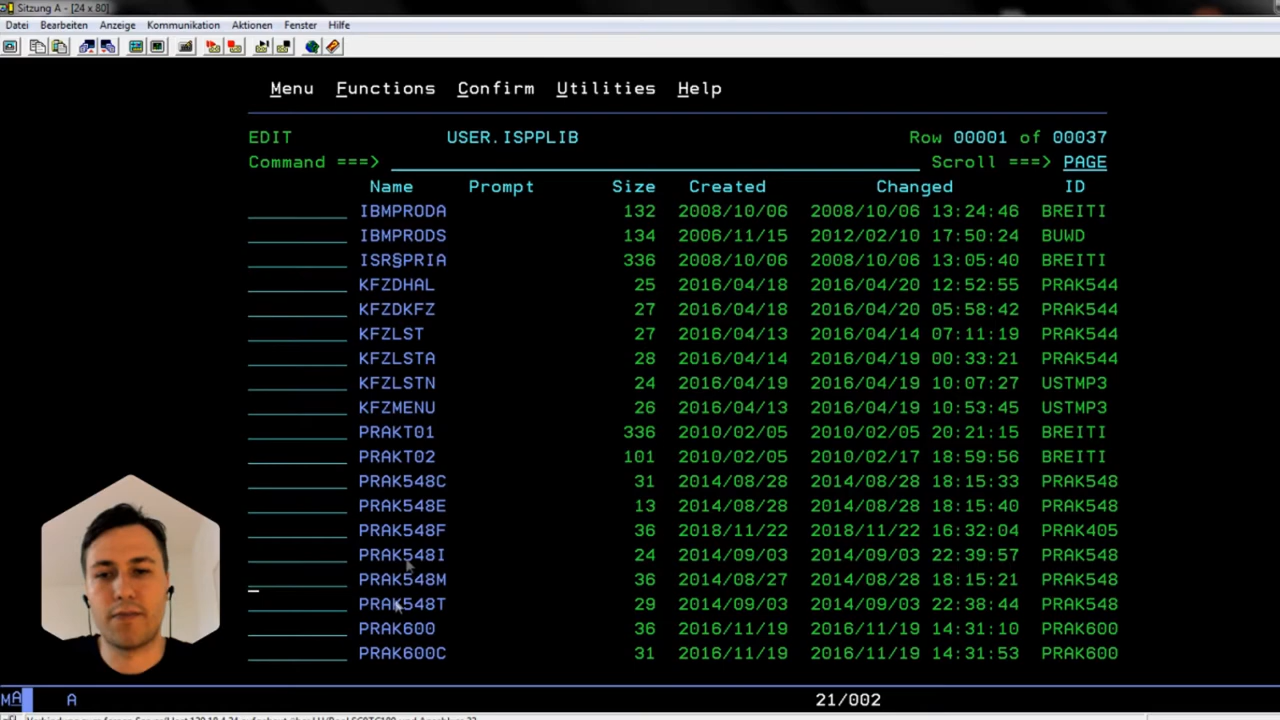 Sitzung A - [24 x 80]
Datei Bearbeiten Anzeige Kommunikation Aktionen Fenster Hilfe
Menu Functions Confirm Utilities Help
EDIT USER.ISPPLIB Row 00001 of 00037
Command ===> Scroll ===> PAGE
Name Prompt Size Created Changed ID
IBMPRODA 132 2008/10/06 2008/10/06 13:24:46 BREITI
IBMPRODS 134 2006/11/15 2012/02/10 17:50:24 BUWD
ISR§PRIA 336 2008/10/06 2008/10/06 13:05:40 BREITI
KFZDHAL 25 2016/04/18 2016/04/20 12:52:55 PRAK544
KFZDKFZ 27 2016/04/18 2016/04/20 05:58:42 PRAK544
KFZLST 27 2016/04/13 2016/04/14 07:11:19 PRAK544
KFZLSTA 28 2016/04/14 2016/04/19 00:33:21 PRAK544
KFZLSTN 24 2016/04/19 2016/04/19 10:07:27 USTMP3
KFZMENU 26 2016/04/13 2016/04/19 10:53:45 USTMP3
PRAKT01 336 2010/02/05 2010/02/05 20:21:15 BREITI
PRAKT02 101 2010/02/05 2010/02/17 18:59:56 BREITI
PRAK548C 31 2014/08/28 2014/08/28 18:15:33 PRAK548
PRAK548E 13 2014/08/28 2014/08/28 18:15:40 PRAK548
PRAK548F 36 2018/11/22 2018/11/22 16:32:04 PRAK405
PRAK548I 24 2014/09/03 2014/09/03 22:39:57 PRAK548
PRAK548M 36 2014/08/27 2014/08/28 18:15:21 PRAK548
PRAK548T 29 2014/09/03 2014/09/03 22:38:44 PRAK548
PRAK600 36 2016/11/19 2016/11/19 14:31:10 PRAK600
PRAK600C 31 2016/11/19 2016/11/19 14:31:53 PRAK600
MA A 21/002